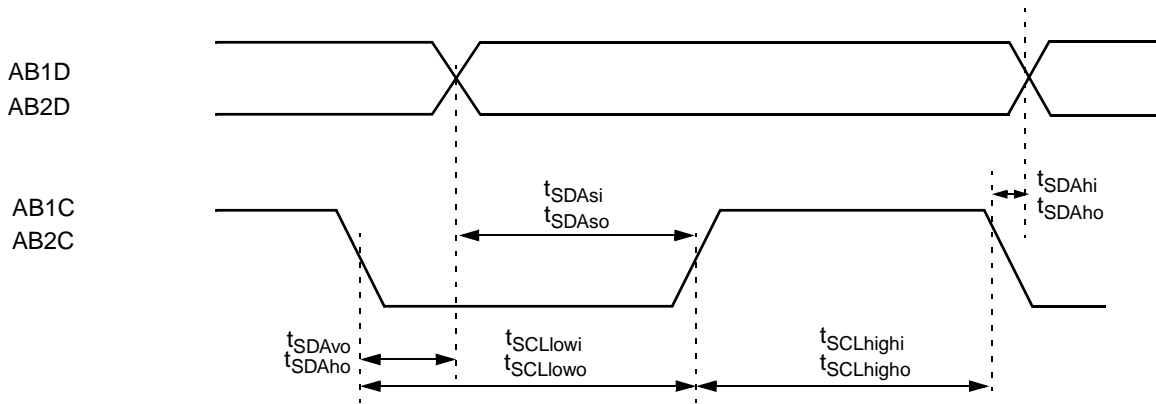 AB1D
AB2D
AB1C
AB2C
tSDAsi
tSDAso
tSDAhi
tSDAho
tSDAvo
tSDAho
tSCLlowi
tSCLlowo
tSCLhighi
tSCLhigho